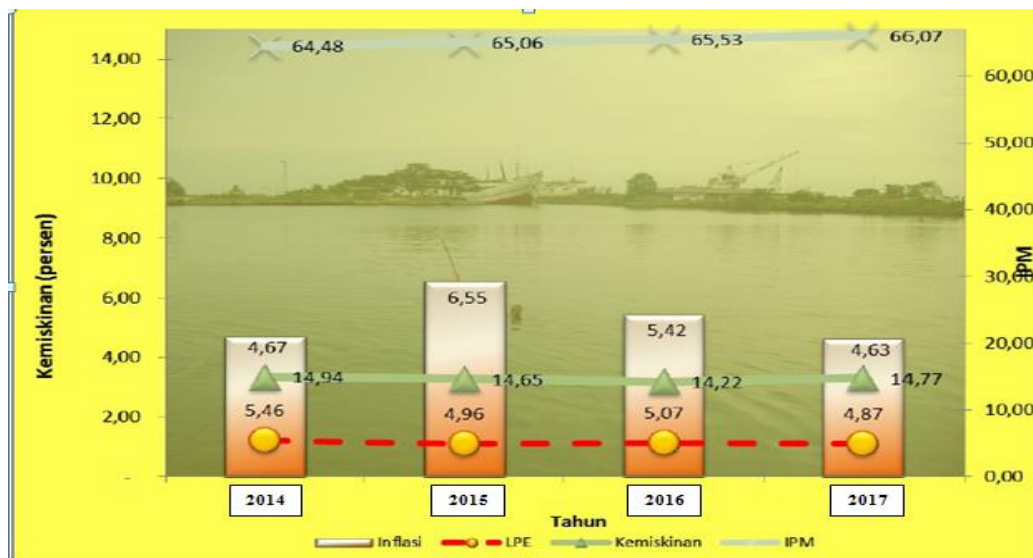 14,00
12,00
10,00
8,00
6,00
4,00
2,00
-
Kemiskinan (persen)
64,48 65,06 65,53 66,07
6,55
5,42
4,67 4,63
14,94 14,65 14,22 14,77
5,46 4,96 5,07 4,87
60,00
50,00
40,00
30,00
20,00
10,00
0,00
IPM
2014 2015 2016 2017
Tahun
Inflasi LPE Kemiskinan IPM